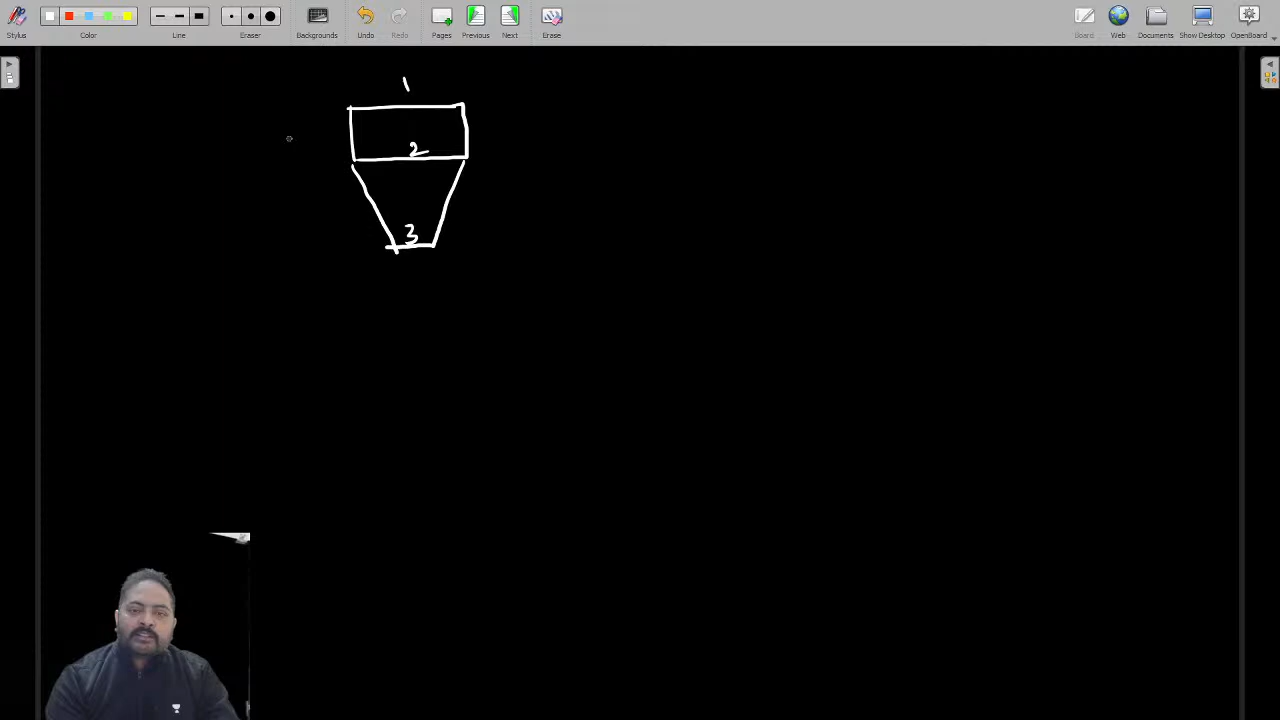 Stylus
Color
Line
Eraser
Backgrounds
Undo
Redo
Pages
Previous
Next
Erase
Board
Web
Documents
Show Desktop
OpenBoard
1
2
3